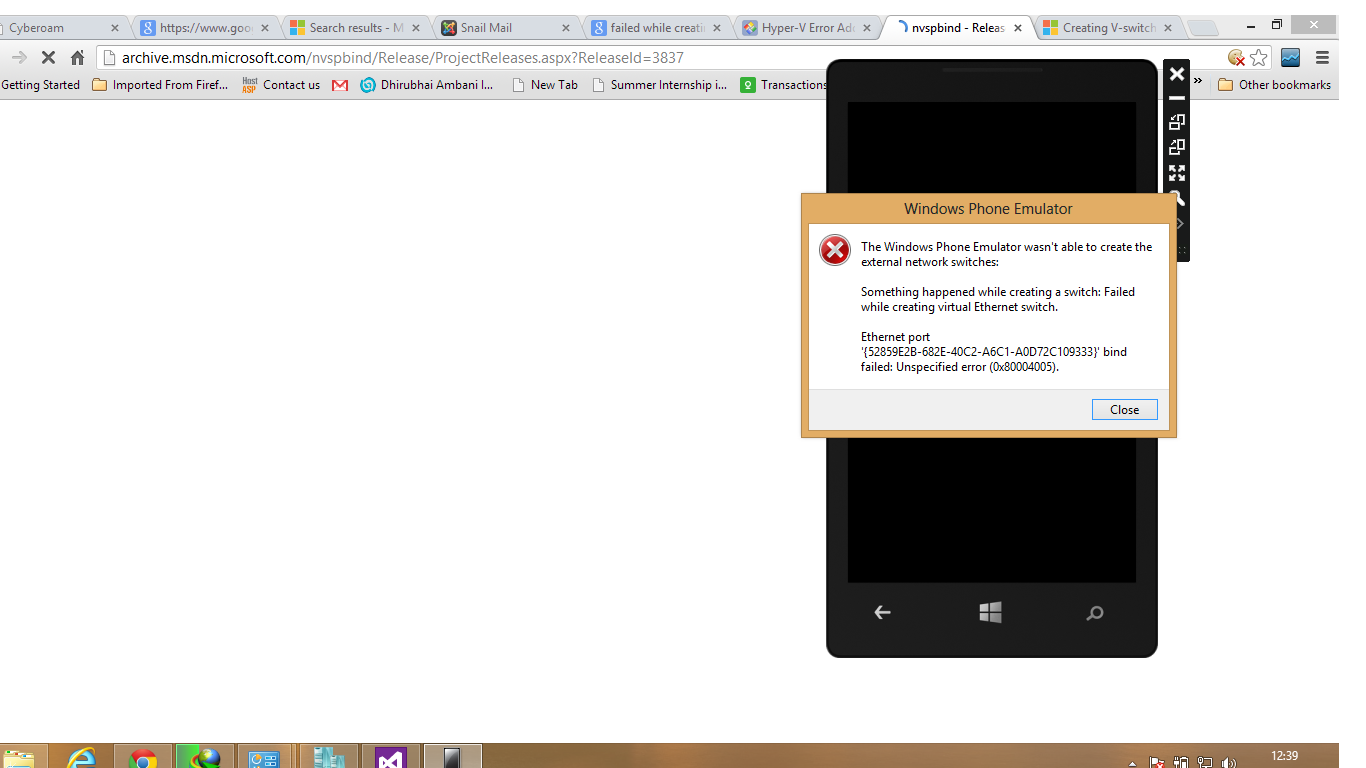 Cyberoam
https://www.goo
Search results - M
Snail Mail
failed while creati
Hyper-V Error Ad
nvspbind - Releas
Creating V-switch
archive.msdn.microsoft.com/nvspbind/Release/ProjectReleases.aspx?ReleaseId=3837
Getting Started
Imported From Firef...
Host ASP
Contact us
Dhirubhai Ambani I...
New Tab
Summer Internship i...
Transactions
»
Other bookmarks
Windows Phone Emulator
The Windows Phone Emulator wasn't able to create the
external network switches:
Something happened while creating a switch: Failed
while creating virtual Ethernet switch.
Ethernet port
'{52859E2B-682E-40C2-A6C1-A0D72C109333}' bind
failed: Unspecified error (0x80004005).
Close
12:39